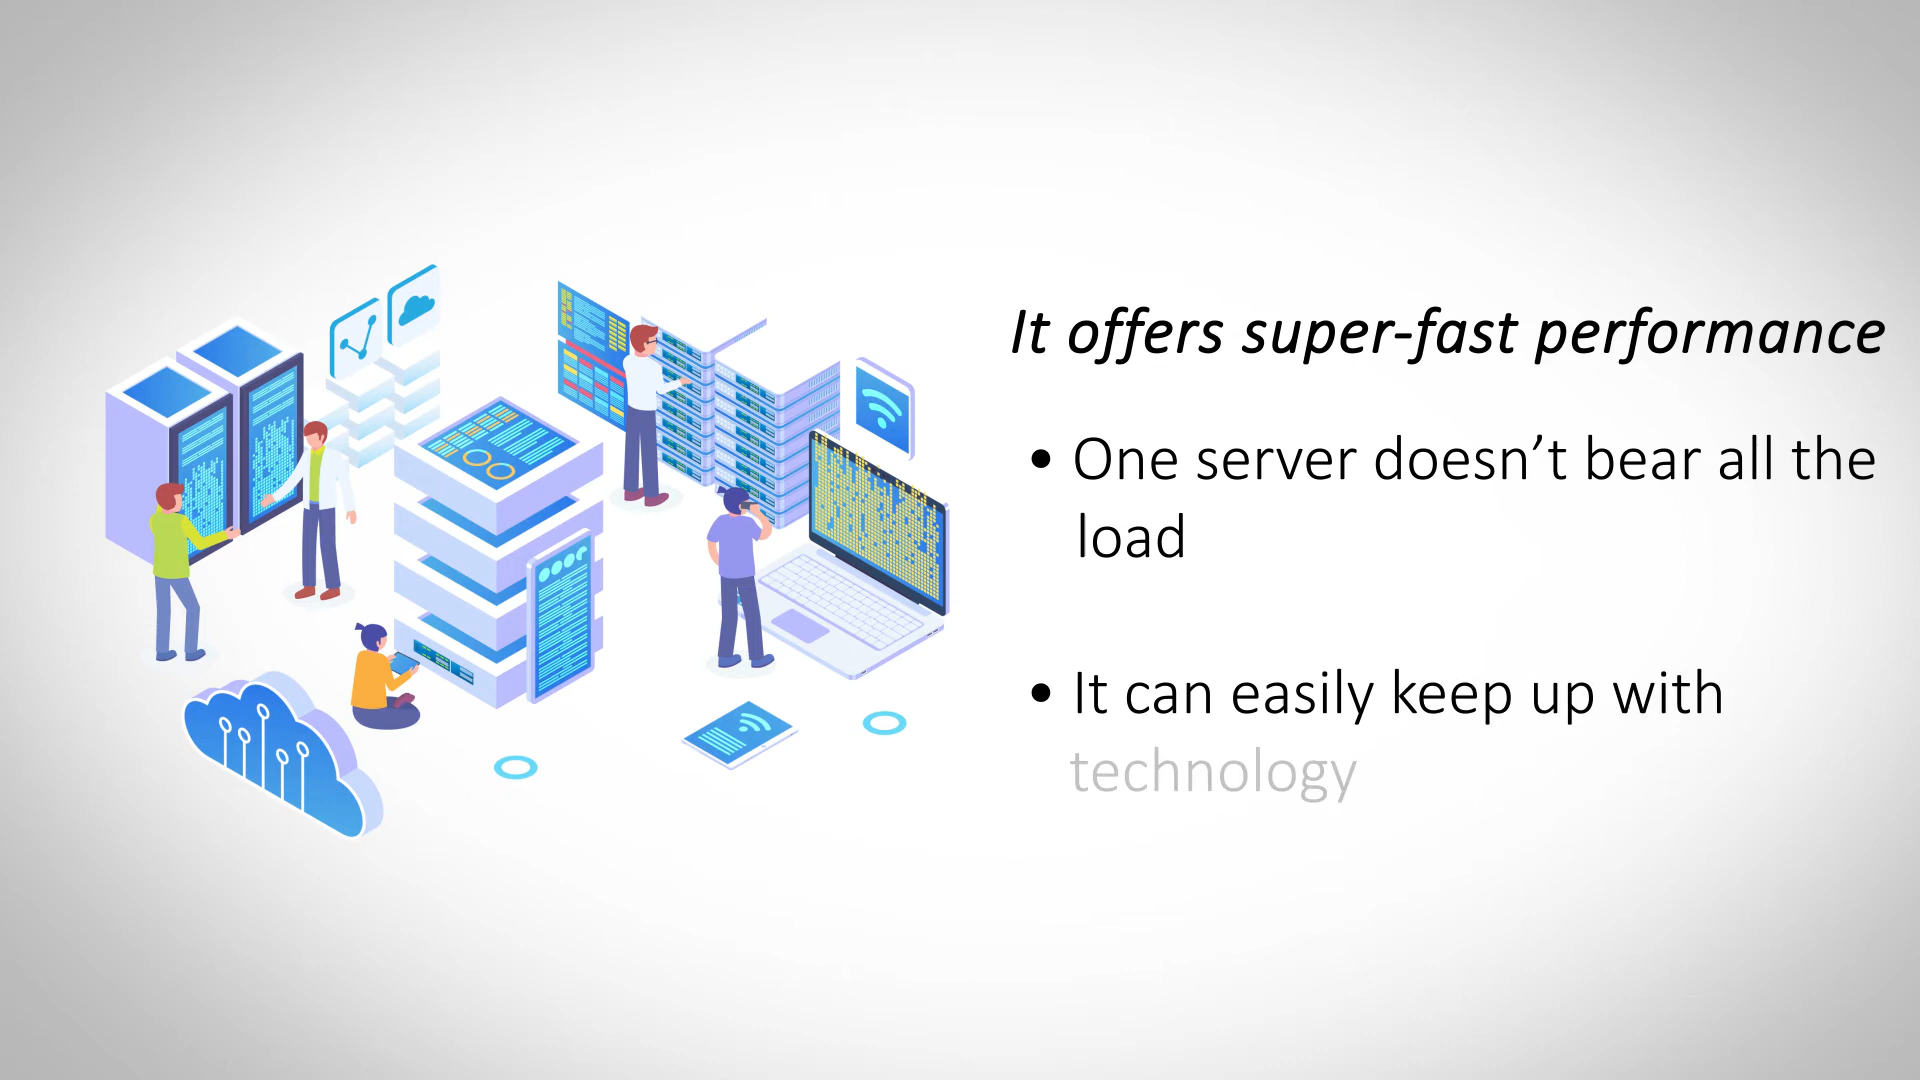 It offers super-fast performance
• One server doesn’t bear all the
load
• It can easily keep up with
technology